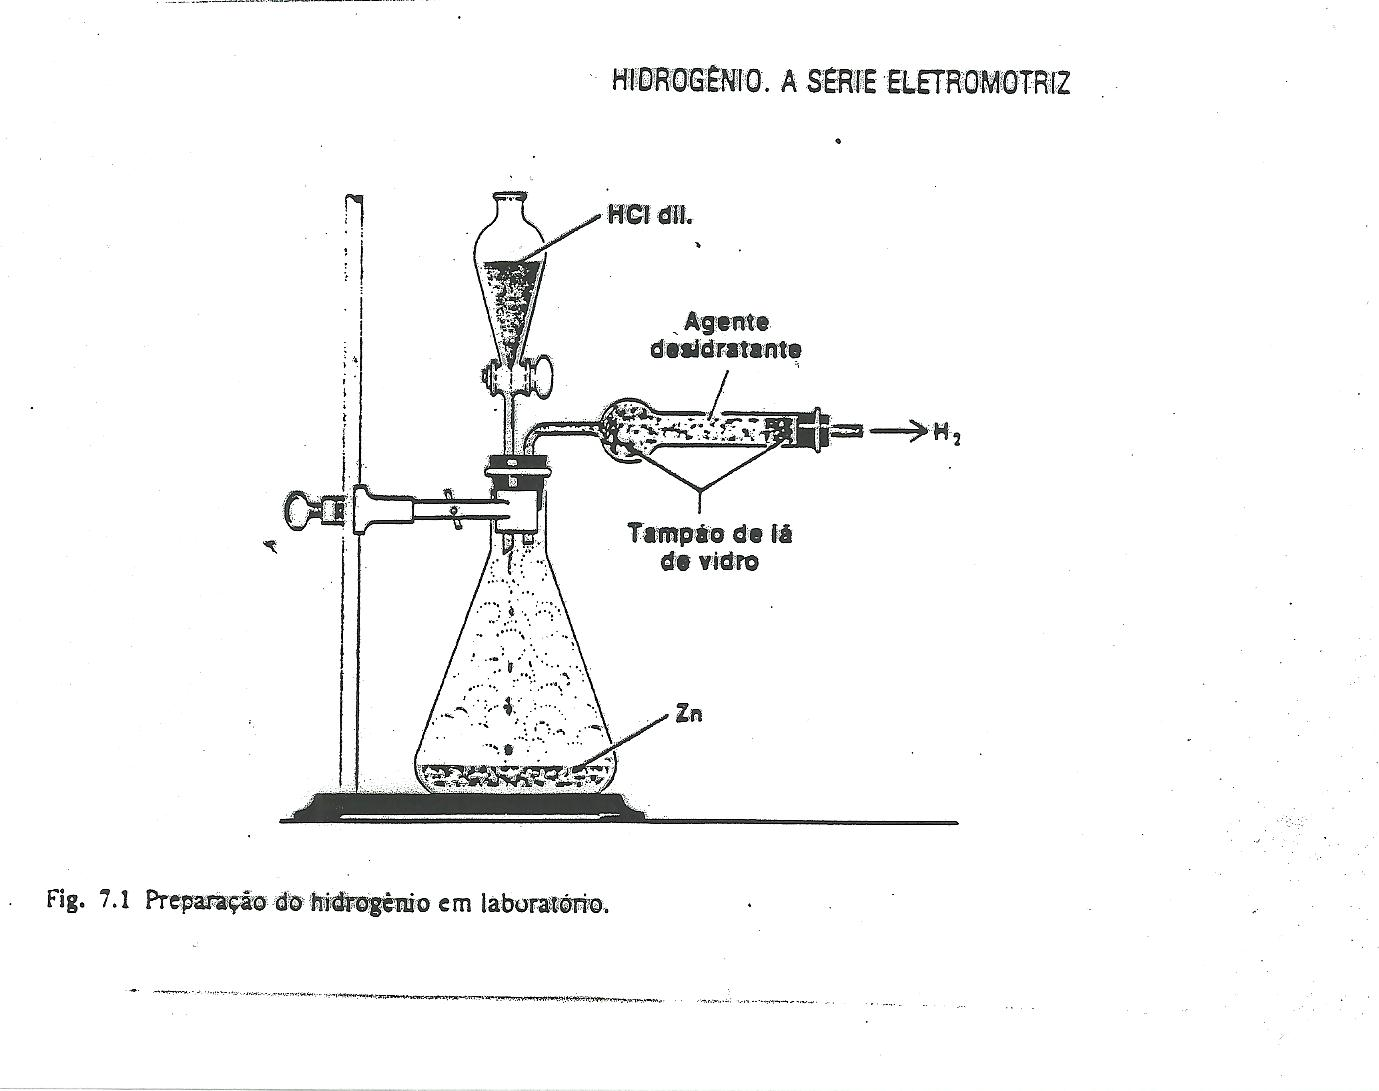 HIDROGÊNIO. A SÉRIE ELETROMOTRIZ
HCl dil.
Agente
desidratante
H2
Tampão de lã
de vidro
Zn
Fig. 7.1 Preparação do hidrogênio em laboratório.